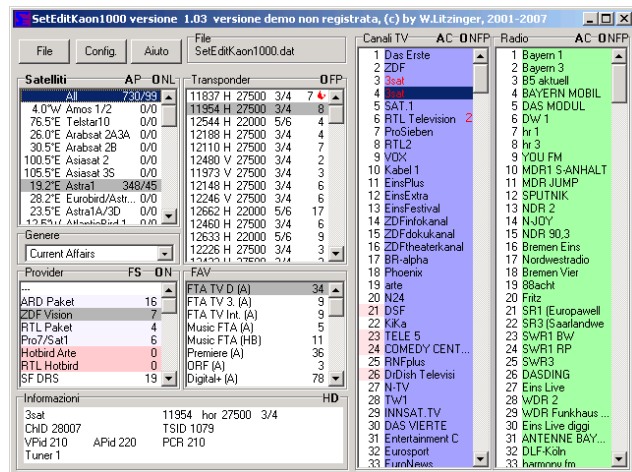 SetEditKaon1000 versione 1.03 versione demo non registrata, (c) by W.Litzinger, 2001-2007
File
Config.
Aiuto
File
SetEditKaon1000.dat
Satelliti AP ONL
All 730/99
4.0°W Amos 1/2 0/0
76.5°E Telstar10 0/0
26.0°E Arabsat 2A3A 0/0
30.5°E Arabsat 2B 0/0
100.5°E Asiasat 2 0/0
105.5°E Asiasat 3S 0/0
19.2°E Astra1 348/45
28.2°E Eurobird/Astr... 0/0
23.5°E Astra1A/3D 0/0
12.5°W AtlanticBird 1 0/0
Genere
Current Affairs
Transponder OFP
11837 H 27500 3/4 7
11954 H 27500 3/4 8
12544 H 22000 5/6 4
12188 H 27500 3/4 4
12110 H 27500 3/4 7
12480 V 27500 3/4 2
11973 V 27500 3/4 3
12148 H 27500 3/4 6
12246 V 27500 3/4 6
12662 H 22000 5/6 17
12460 H 27500 3/4 6
12633 H 22000 5/6 9
12226 H 27500 3/4 3
Provider FS ON
---
ARD Paket 16
ZDF Vision 7
RTL Paket 4
Pro7/Sat1 6
Hotbird Arte 0
RTL Hotbird 0
SF DRS 19
FAV
FTA TV D (A) 34
FTA TV 3. (A) 9
FTA TV Int. (A) 9
Music FTA (A) 5
Music FTA (HB) 11
Premiere (A) 36
ORF (A) 3
Digital+ (A) 78
Informazioni HD
3sat 11954 hor 27500 3/4
ChID 28007 TSID 1079
VPid 210 APid 220 PCR 210
Tuner 1
Canali TV AC ONFP
1 Das Erste
2 ZDF
3 3sat
4 3sat
5 SAT.1
6 RTL Television 2
7 ProSieben
8 RTL2
9 VOX
10 Kabel 1
11 EinsPlus
12 EinsExtra
13 EinsFestival
14 ZDFinfokanal
15 ZDFdokukanal
16 ZDFtheaterkanal
17 BR-alpha
18 Phoenix
19 arte
20 N24
21 DSF
22 KiKa
23 TELE 5
24 COMEDY CENT...
25 RNFplus
26 DrDish Televisi
27 N-TV
28 TW1
29 INNSAT.TV
30 DAS VIERTE
31 Entertainment C
32 Eurosport
33 EuroNews
Radio AC ONFP
1 Bayern 1
2 Bayern 3
3 B5 aktuell
4 BAYERN MOBIL
5 DAS MODUL
6 DW 1
7 hr 1
8 hr 3
9 YOU FM
10 MDR1 S-ANHALT
11 MDR JUMP
12 SPUTNIK
13 NDR 2
14 N-JOY
15 NDR 90,3
16 Bremen Eins
17 Nordwestradio
18 Bremen Vier
19 88acht
20 Fritz
21 SR1 (Europawell
22 SR3 (Saarlandwe
23 SWR1 BW
24 SWR1 RP
25 SWR3
26 DASDING
27 Eins Live
28 WDR 2
29 WDR Funkhaus ...
30 Eins Live diggi
31 ANTENNE BAY...
32 DLF-Köln
33 harmony fm